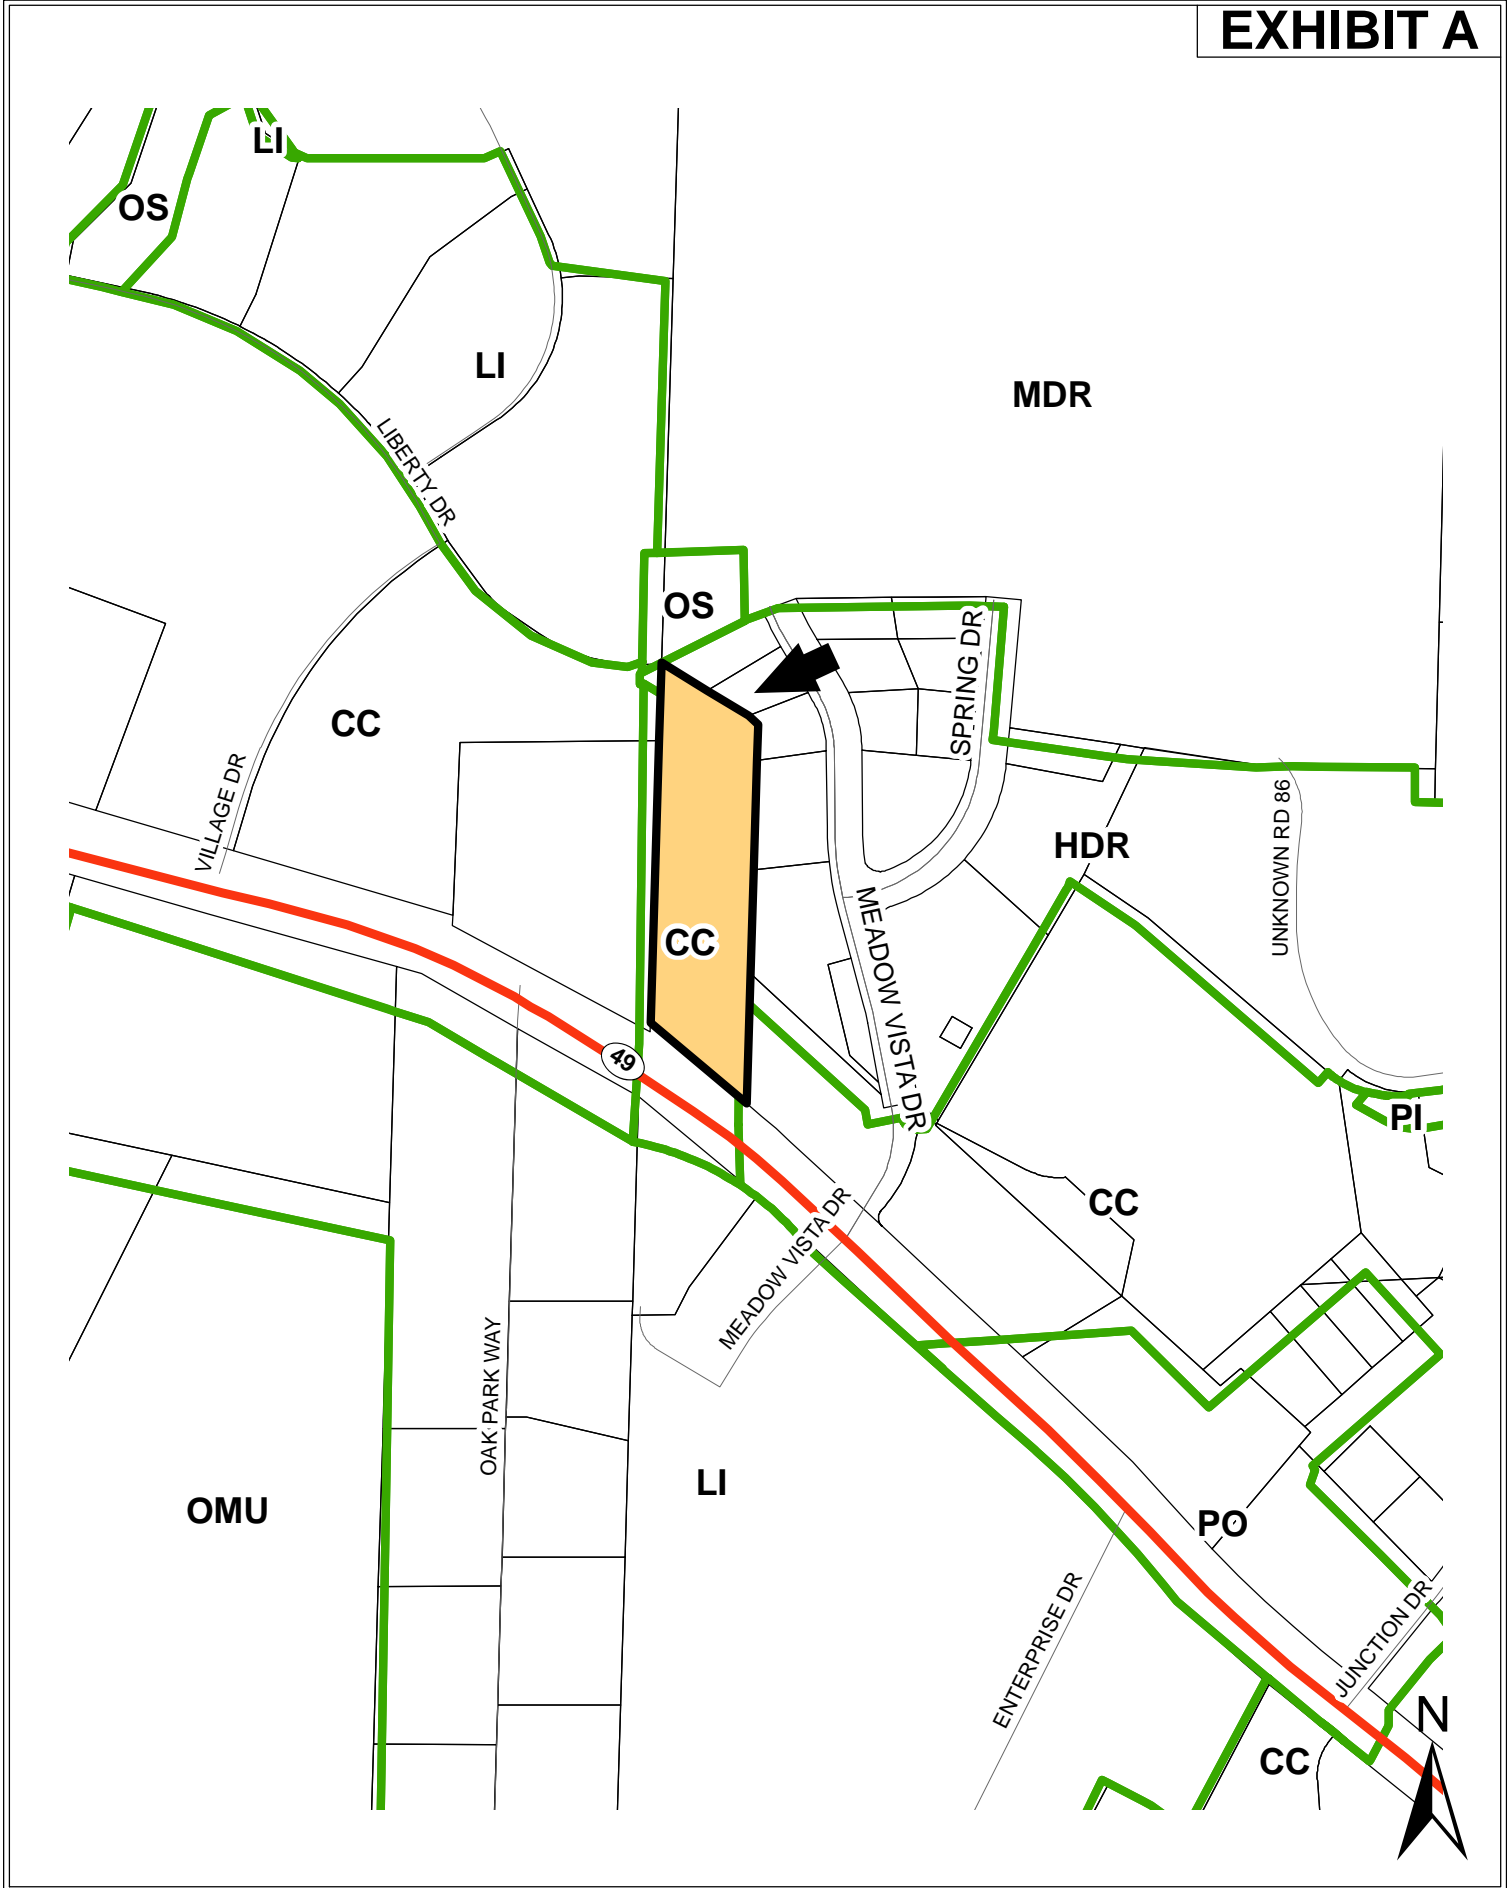 EXHIBIT A
LI
OS
LI
MDR
LIBERTY DR
OS
SPRING DR
CC
VILLAGE DR
HDR
UNKNOWN RD 86
CC
MEADOW VISTA DR
49
PI
CC
MEADOW VISTA DR
OAK PARK WAY
LI
OMU
PO
ENTERPRISE DR
JUNCTION DR
N
CC